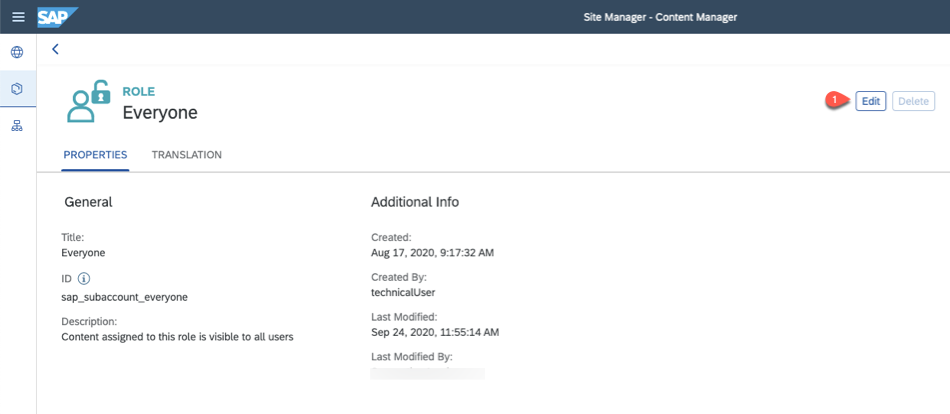 SAP
Site Manager - Content Manager
ROLE
Everyone
1
Edit
Delete
PROPERTIES
TRANSLATION
General
Title:
Everyone
ID
sap_subaccount_everyone
Description:
Content assigned to this role is visible to all users
Additional Info
Created:
Aug 17, 2020, 9:17:32 AM
Created By:
technicalUser
Last Modified:
Sep 24, 2020, 11:55:14 AM
Last Modified By: